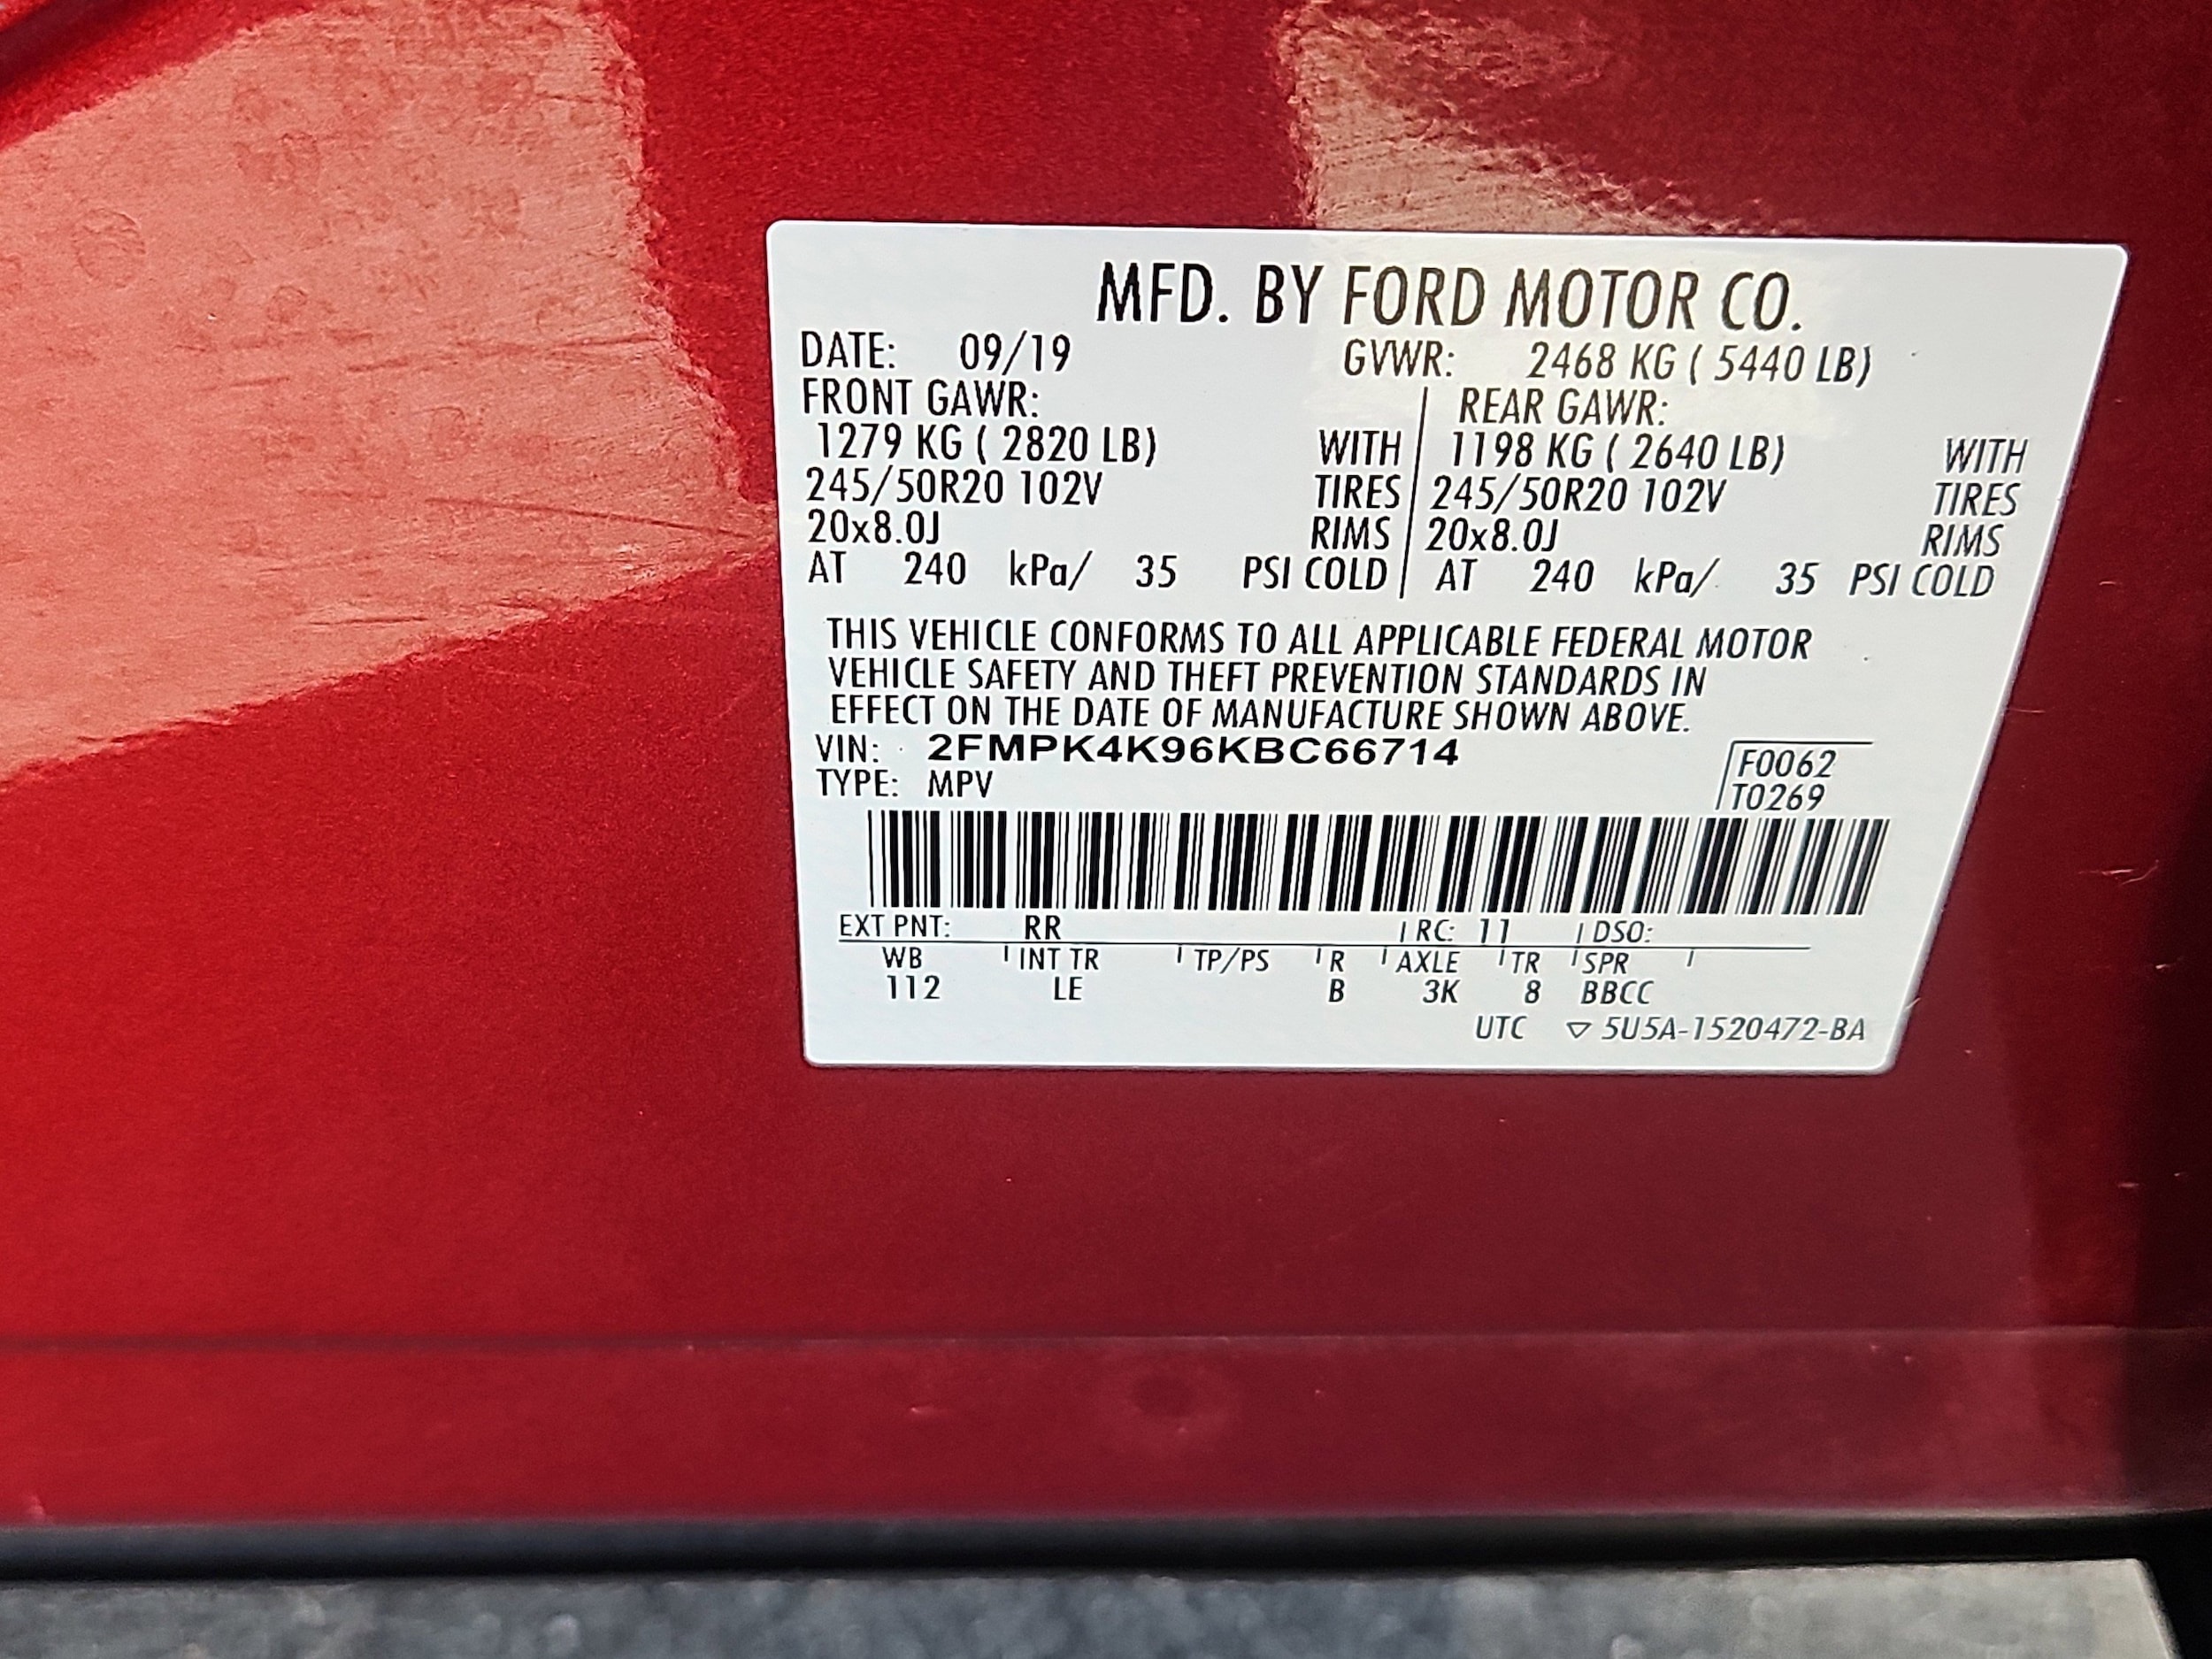 MFD. BY FORD MOTOR CO.
DATE: 09/19 GVWR: 2468 KG ( 5440 LB)
FRONT GAWR: REAR GAWR:
1279 KG ( 2820 LB) WITH 1198 KG ( 2640 LB) WITH
245/50R20 102V TIRES 245/50R20 102V TIRES
20x8.0J RIMS 20x8.0J RIMS
AT 240 kPa/ 35 PSI COLD AT 240 kPa/ 35 PSI COLD
THIS VEHICLE CONFORMS TO ALL APPLICABLE FEDERAL MOTOR
VEHICLE SAFETY AND THEFT PREVENTION STANDARDS IN
EFFECT ON THE DATE OF MANUFACTURE SHOWN ABOVE.
VIN: 2FMPK4K96KBC66714
TYPE: MPV
F0062
T0269
EXT PNT: RR RC: 11 DSO:
WB INT TR TP/PS R AXLE TR SPR
112 LE B 3K 8 BBCC
UTC ▽ 5U5A-1520472-BA